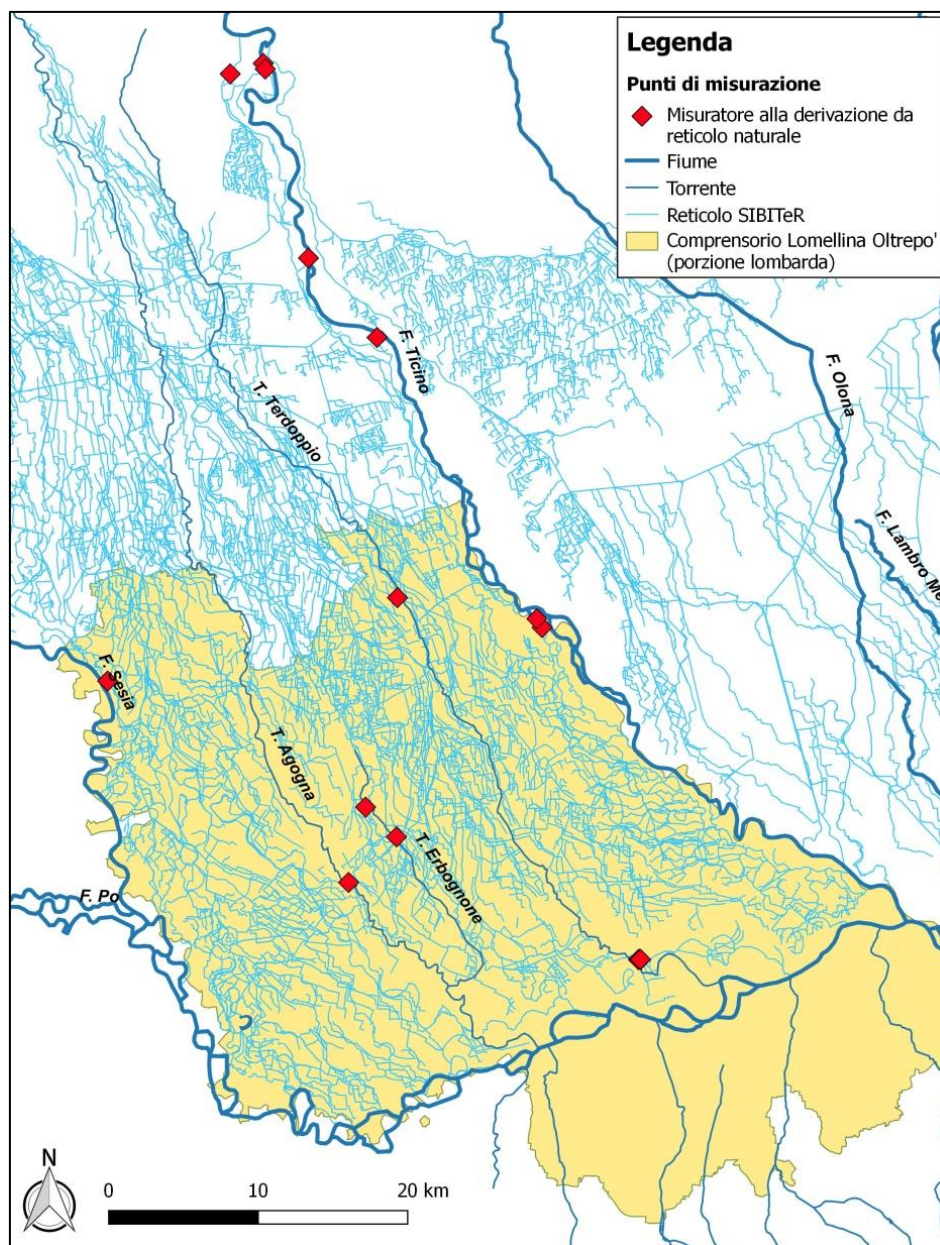 Legenda
Punti di misurazione
Misuratore alla derivazione da
reticolo naturale
Fiume
Torrente
Reticolo SIBITeR
Comprensorio Lomellina Oltrepo'
(porzione lombarda)
F. Ticino
F. Olona
T. Terdoppio
F. Lambro Me
F. Sesia
T. Agogna
T. Erbognone
F. Po
N
0 10 20 km